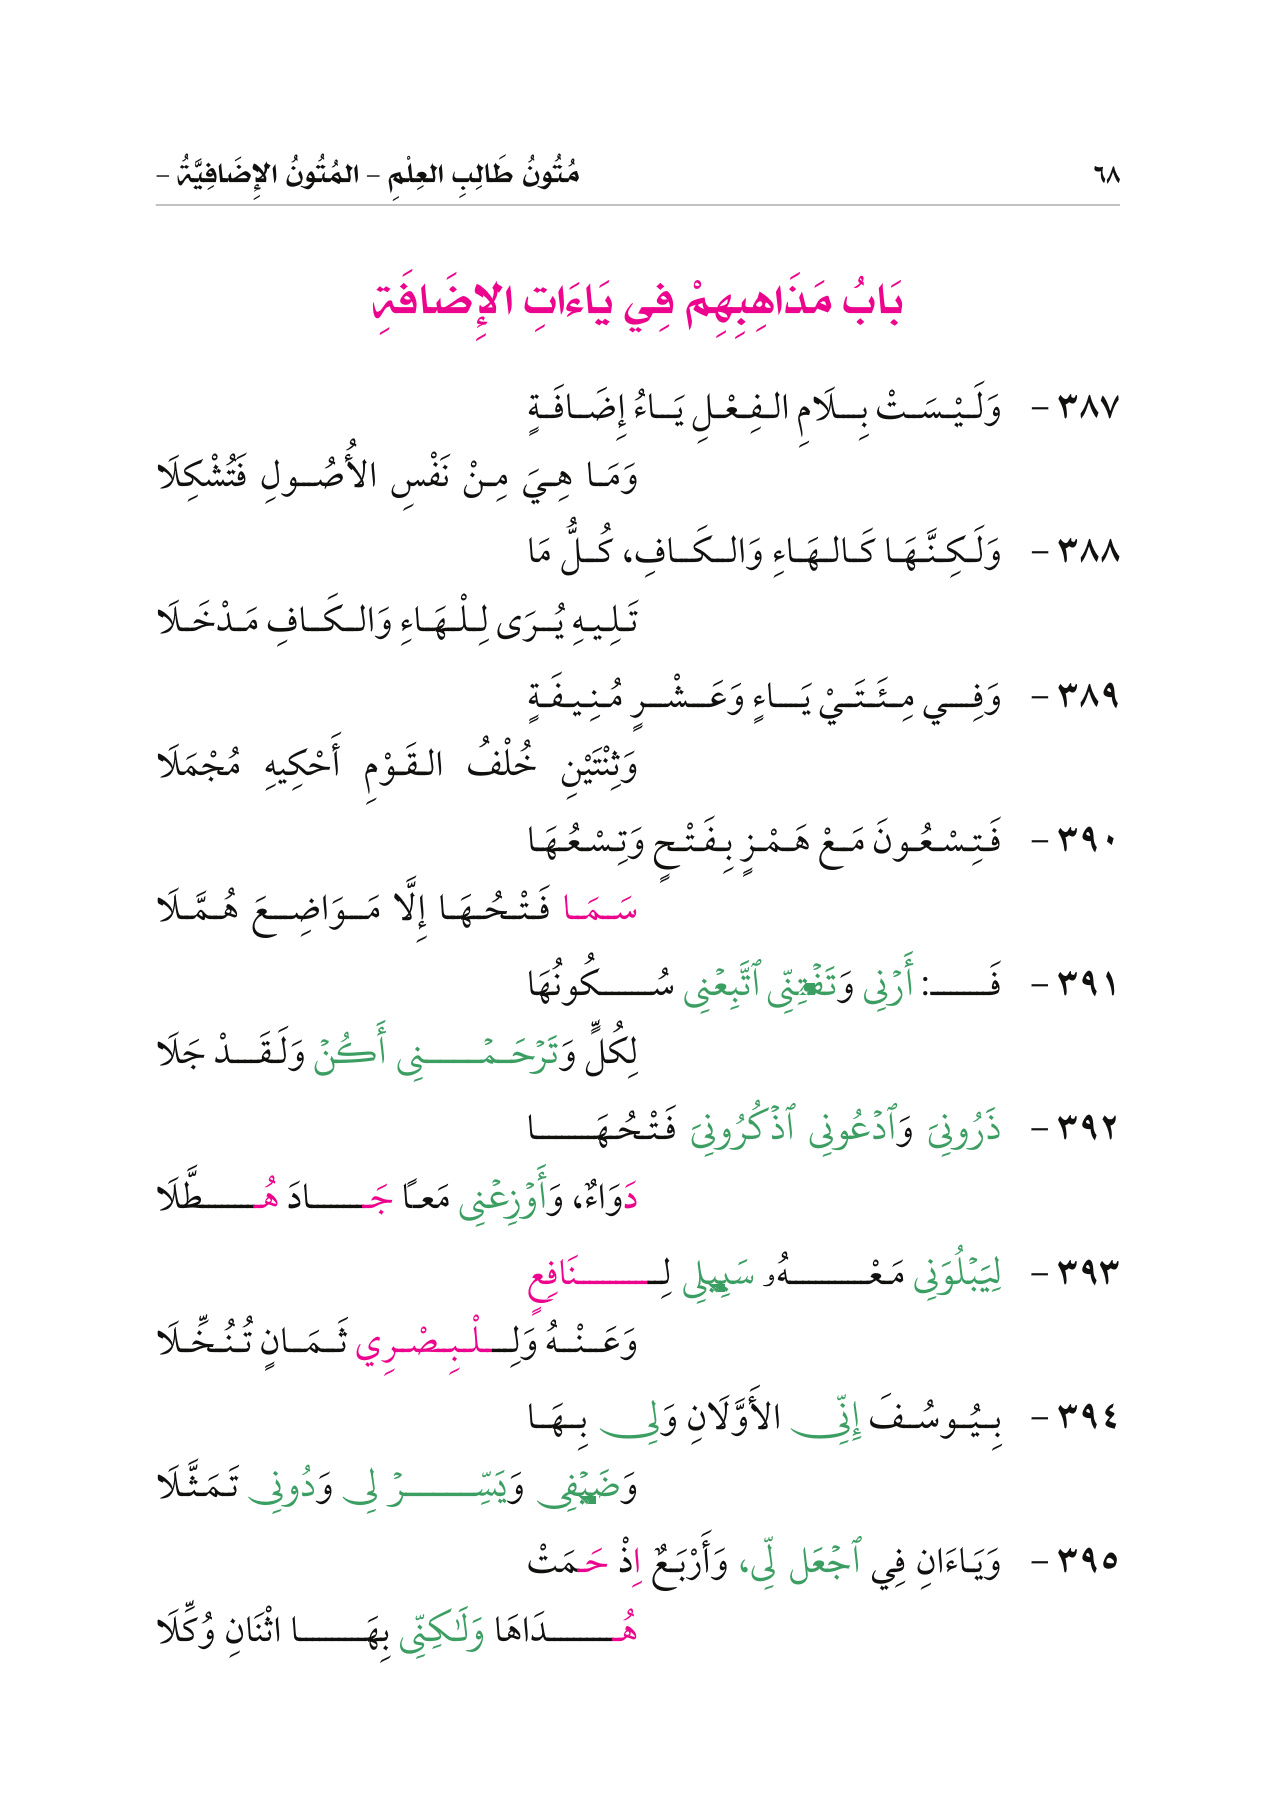 ٦٨ مُتُونُ طَالِبِ العِلْمِ – المُتُونُ الإِضَافِيَّةُ –
بَابُ مَذَاهِبِهِمْ فِي يَاءَاتِ الإِضَافَةِ
٣٨٧ – وَلَيْسَتْ بِلَامِ الفِعْلِ يَاءُ إِضَافَةٍ
وَمَا هِيَ مِنْ نَفْسِ الأُصُولِ فَتُشْكِلَا
٣٨٨ – وَلَكِنَّهَا كَالهَاءِ وَالكَافِ، كُلُّ مَا
تَلِيهِ يُرَى لِلْهَاءِ وَالكَافِ مَدْخَلَا
٣٨٩ – وَفِي مِئَتَيْ يَاءٍ وَعَشْرٍ مُنِيفَةٍ
وَثِنْتَيْنِ خُلْفُ القَوْمِ أَحْكِيهِ مُجْمَلَا
٣٩٠ – فَتِسْعُونَ مَعْ هَمْزٍ بِفَتْحٍ وَتِسْعُهَا
سَمَا فَتْحُهَا إِلَّا مَوَاضِعَ هُمَّلَا
٣٩١ – فَـ: أَرْنِى وَتَفْتِنِّى ٱتَّبِعْنِى سُكُونُهَا
لِكُلٍّ وَتَرْحَمْنِى أَكُنْ وَلَقَدْ جَلَا
٣٩٢ – ذَرُونِىَ وَٱدْعُونِى ٱذْكُرُونِىَ فَتْحُهَا
دَوَاءٌ، وَأَوْزِعْنِى مَعًا جَادَ هُطَّلَا
٣٩٣ – لِيَبْلُوَنِى مَعْهُۥ سَبِيلِى لِنَافِعٍ
وَعَنْهُ وَلِلْبِصْرِي ثَمَانٍ تُنُخِّلَا
٣٩٤ – بِيُوسُفَ إِنِّى الأَوَّلَانِ وَلِى بِهَا
وَضَيْفِى وَيَسِّرْ لِى وَدُونِى تَمَثَّلَا
٣٩٥ – وَيَاءَانِ فِي ٱجْعَل لِّى، وَأَرْبَعٌ اِذْ حَمَتْ
هُدَاهَا وَلَٰكِنِّى بِهَا اثْنَانِ وُكِّلَا